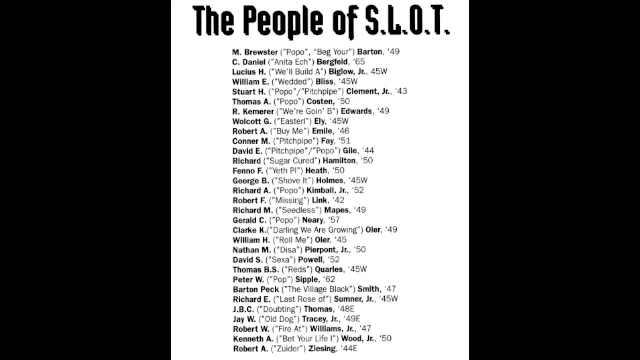 The People of S.L.O.T.
M. Brewster ("Popo", "Beg Your") Barton, '49
C. Daniel ("Anita Ech") Bergfeld, '65
Lucius H. ("We'll Build A") Biglow, Jr., 45W
William E. ("Wedded") Bliss, '45W
Stuart H. ("Popo"/"Pitchpipe") Clement, Jr., '43
Thomas A. ("Popo") Costen, '50
R. Kemerer ("We're Goin' B") Edwards, '49
Wolcott G. ("Easterl") Ely, '45W
Robert A. ("Buy Me") Emile, '46
Conner M. ("Pitchpipe") Fay, '51
David E. ("Pitchpipe"/"Popo") Gile, '44
Richard ("Sugar Cured") Hamilton, '50
Fenno F. ("Yeth PI") Heath, '50
George B. ("Shove It") Holmes, '45W
Richard A. ("Popo") Kimball, Jr., '52
Robert F. ("Missing") Link, '42
Richard M. ("Seedless") Mapes, '49
Gerald C. ("Popo") Neary, '57
Clarke K.("Darling We Are Growing") Oler, '49
William H. ("Roll Me") Oler, '45
Nathan M. ("Disa") Pierpont, Jr., '50
David S. ("Sexa") Powell, '52
Thomas B.S. ("Reds") Quarles, '45W
Peter W. ("Pop") Sipple, '62
Barton Peck ("The Village Black") Smith, '47
Richard E. ("Last Rose of") Sumner, Jr., '45W
J.B.C. ("Doubting") Thomas, '48E
Jay W. ("Old Dog") Tracey, Jr., '49E
Robert W. ("Fire At") Williams, Jr., '47
Kenneth A. ("Bet Your Life I") Wood, Jr., '50
Robert A. ("Zuider") Ziesing, '44E